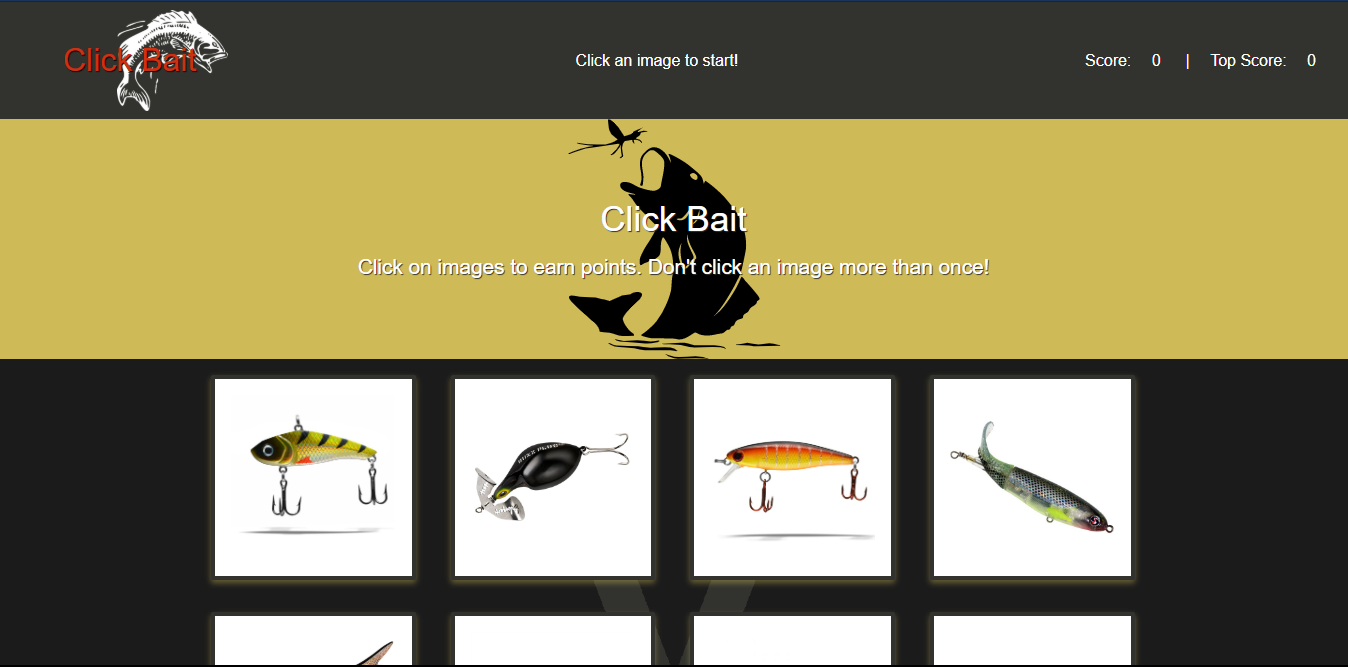 Click Bait
Click an image to start!
Score: 0 | Top Score: 0
Click Bait
Click on images to earn points. Don't click an image more than once!